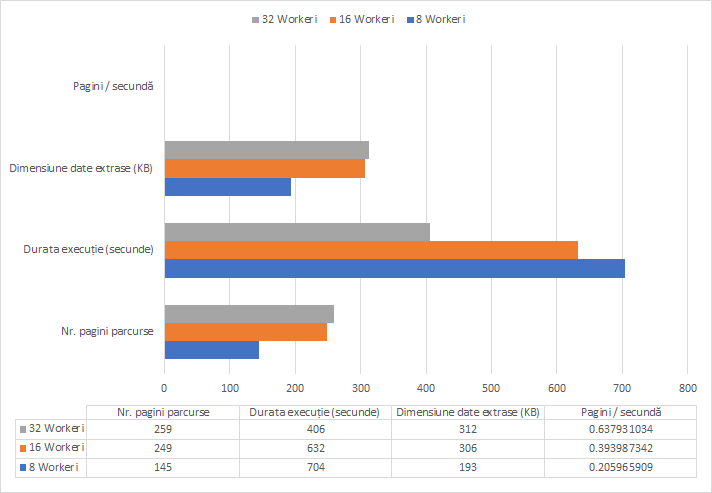 32 Workeri 16 Workeri 8 Workeri
Pagini / secundă
Dimensiune date extrase (KB)
Durata execuție (secunde)
Nr. pagini parcurse
0 100 200 300 400 500 600 700 800
Nr. pagini parcurse Durata execuție (secunde) Dimensiune date extrase (KB) Pagini / secundă
32 Workeri 259 406 312 0.637931034
16 Workeri 249 632 306 0.393987342
8 Workeri 145 704 193 0.205965909